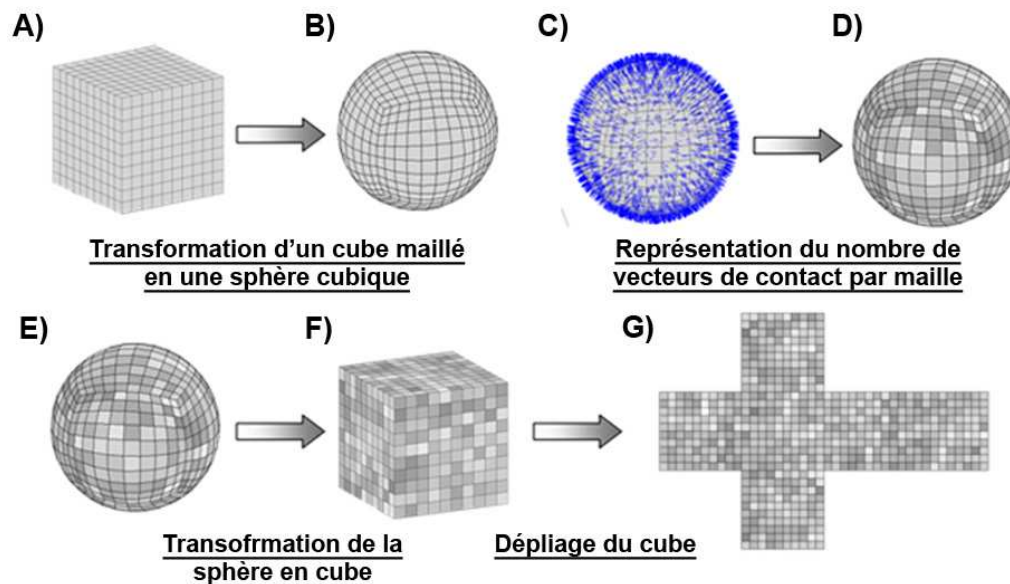 A)
B)
C)
D)
Transformation d'un cube maillé
en une sphère cubique
Représentation du nombre de
vecteurs de contact par maille
E)
F)
G)
Transofrmation de la
sphère en cube
Dépliage du cube